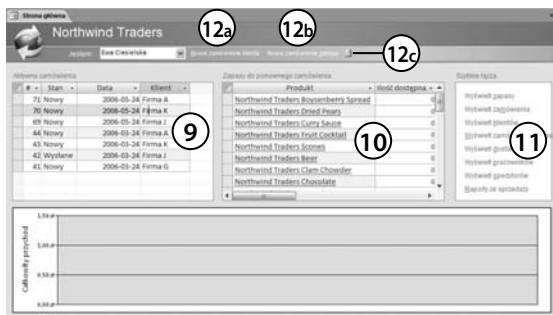 Strona główna
Northwind Traders
12a
12b
12c
Jestem: Ewa Ciesielska
Nowe zamówienie klienta
Nowe zamówienie zakupu
Aktywne zamówienia
# Stan Data Klient
71 Nowy 2006-05-24 Firma A
70 Nowy 2006-05-24 Firma K
69 Nowy 2006-05-24 Firma J
44 Nowy 2006-03-24 Firma A
43 Nowy 2006-03-24 Firma K
42 Wysłane 2006-03-24 Firma J
41 Nowy 2006-03-24 Firma G
9
Zapasy do ponownego zamówienia
Produkt Ilość dostępna
Northwind Traders Boysenberry Spread
Northwind Traders Dried Pears
Northwind Traders Curry Sauce
Northwind Traders Fruit Cocktail
Northwind Traders Scones
Northwind Traders Beer
Northwind Traders Clam Chowder
Northwind Traders Chocolate
10
Szybkie łącza
Wyświetl zapasy
Wyświetl zamówienia
Wyświetl klientów
Wyświetl
Wyświetl
Wyświetl pracowników
Wyświetl spedytorów
Raporty ze sprzedaży
11
Całkowity przychód
1,50 zł
1,00 zł
0,50 zł
0,00 zł